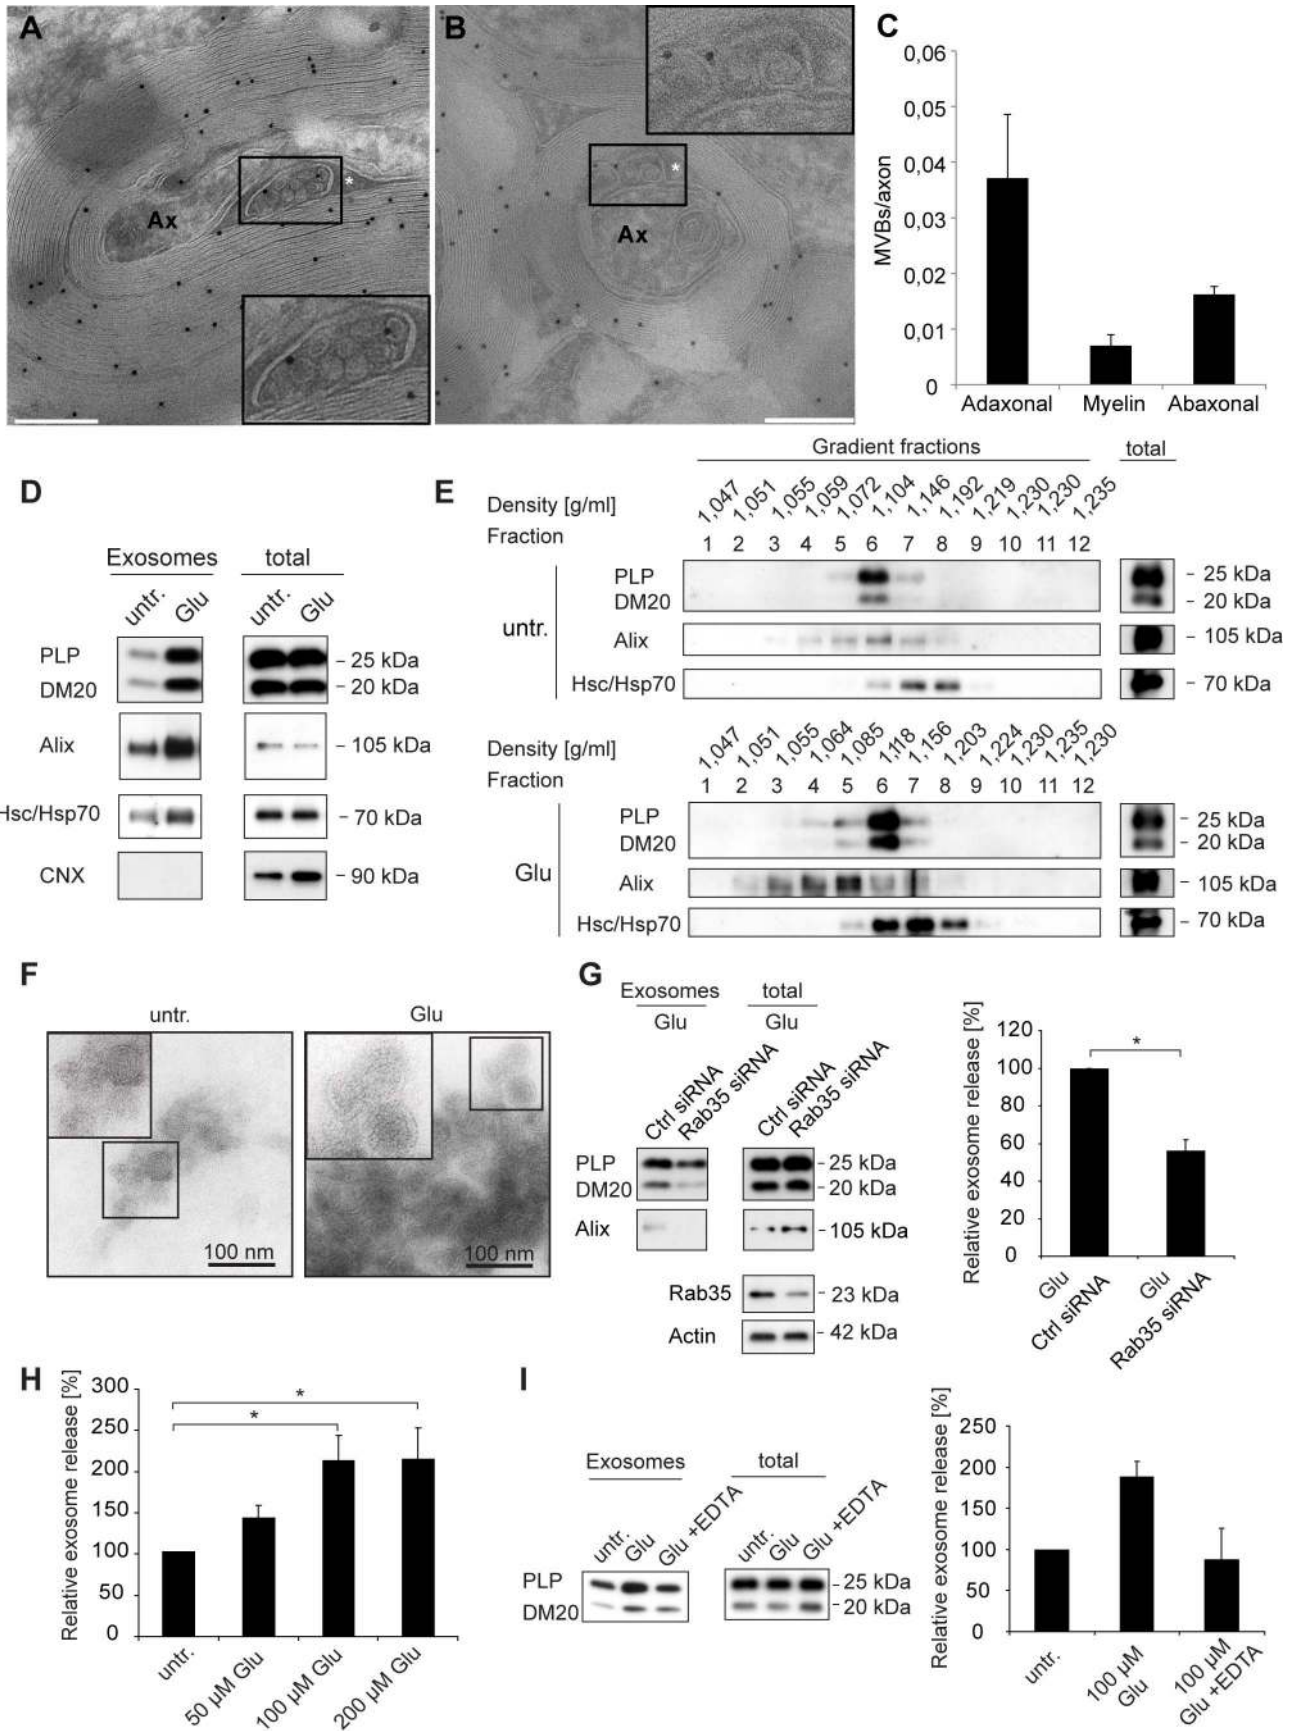 A
Ax
*
B
Ax
*
C
MVBs/axon
0,06
0,05
0,04
0,03
0,02
0,01
0
Adaxonal Myelin Abaxonal
D
Exosomes total
untr. Glu untr. Glu
PLP - 25 kDa
DM20 - 20 kDa
Alix - 105 kDa
Hsc/Hsp70 - 70 kDa
CNX - 90 kDa
E
Gradient fractions total
Density [g/ml] 1,047 1,051 1,055 1,059 1,072 1,104 1,146 1,192 1,219 1,230 1,230 1,235
Fraction 1 2 3 4 5 6 7 8 9 10 11 12
untr.
PLP - 25 kDa
DM20 - 20 kDa
Alix - 105 kDa
Hsc/Hsp70 - 70 kDa
Density [g/ml] 1,047 1,051 1,055 1,064 1,085 1,118 1,156 1,203 1,224 1,230 1,235 1,230
Fraction 1 2 3 4 5 6 7 8 9 10 11 12
Glu
PLP - 25 kDa
DM20 - 20 kDa
Alix - 105 kDa
Hsc/Hsp70 - 70 kDa
F
untr. Glu
100 nm 100 nm
G
Exosomes total
Glu Glu
Ctrl siRNA Rab35 siRNA Ctrl siRNA Rab35 siRNA
PLP - 25 kDa
DM20 - 20 kDa
Alix - 105 kDa
Rab35 - 23 kDa
Actin - 42 kDa
Relative exosome release [%]
120
100
80
60
40
20
0
*
Glu Glu
Ctrl siRNA Rab35 siRNA
H
Relative exosome release [%]
300
250
200
150
100
50
0
*
*
untr. 50 µM Glu 100 µM Glu 200 µM Glu
I
Exosomes total
untr. Glu Glu +EDTA untr. Glu Glu +EDTA
PLP - 25 kDa
DM20 - 20 kDa
Relative exosome release [%]
250
200
150
100
50
0
untr. 100 µM 100 µM
Glu Glu +EDTA